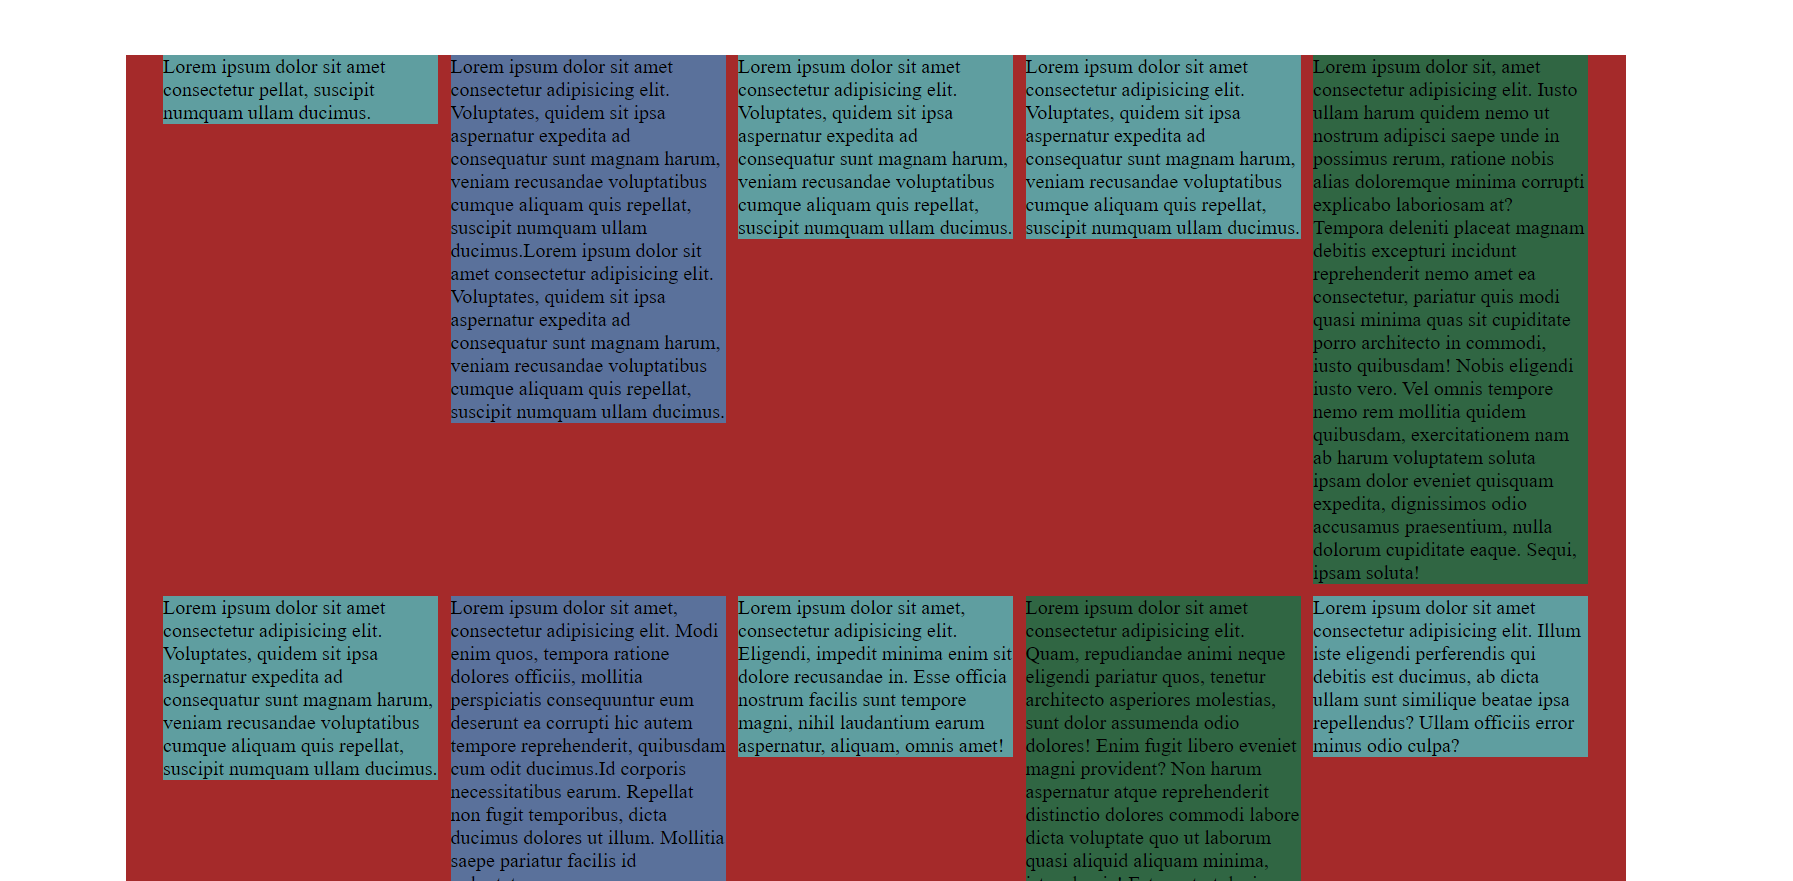 Lorem ipsum dolor sit amet
consectetur pellat, suscipit
numquam ullam ducimus.
Lorem ipsum dolor sit amet
consectetur adipisicing elit.
Voluptates, quidem sit ipsa
aspernatur expedita ad
consequatur sunt magnam harum,
veniam recusandae voluptatibus
cumque aliquam quis repellat,
suscipit numquam ullam
ducimus.Lorem ipsum dolor sit
amet consectetur adipisicing elit.
Voluptates, quidem sit ipsa
aspernatur expedita ad
consequatur sunt magnam harum,
veniam recusandae voluptatibus
cumque aliquam quis repellat,
suscipit numquam ullam ducimus.
Lorem ipsum dolor sit amet
consectetur adipisicing elit.
Voluptates, quidem sit ipsa
aspernatur expedita ad
consequatur sunt magnam harum,
veniam recusandae voluptatibus
cumque aliquam quis repellat,
suscipit numquam ullam ducimus.
Lorem ipsum dolor sit amet
consectetur adipisicing elit.
Voluptates, quidem sit ipsa
aspernatur expedita ad
consequatur sunt magnam harum,
veniam recusandae voluptatibus
cumque aliquam quis repellat,
suscipit numquam ullam ducimus.
Lorem ipsum dolor sit, amet
consectetur adipisicing elit. Iusto
ullam harum quidem nemo ut
nostrum adipisci saepe unde in
possimus rerum, ratione nobis
alias doloremque minima corrupti
explicabo laboriosam at?
Tempora deleniti placeat magnam
debitis excepturi incidunt
reprehenderit nemo amet ea
consectetur, pariatur quis modi
quasi minima quas sit cupiditate
porro architecto in commodi,
iusto quibusdam! Nobis eligendi
iusto vero. Vel omnis tempore
nemo rem mollitia quidem
quibusdam, exercitationem nam
ab harum voluptatem soluta
ipsam dolor eveniet quisquam
expedita, dignissimos odio
accusamus praesentium, nulla
dolorum cupiditate eaque. Sequi,
ipsam soluta!
Lorem ipsum dolor sit amet
consectetur adipisicing elit.
Voluptates, quidem sit ipsa
aspernatur expedita ad
consequatur sunt magnam harum,
veniam recusandae voluptatibus
cumque aliquam quis repellat,
suscipit numquam ullam ducimus.
Lorem ipsum dolor sit amet,
consectetur adipisicing elit. Modi
enim quos, tempora ratione
dolores officiis, mollitia
perspiciatis consequuntur eum
deserunt ea corrupti hic autem
tempore reprehenderit, quibusdam
cum odit ducimus.Id corporis
necessitatibus earum. Repellat
non fugit temporibus, dicta
ducimus dolores ut illum. Mollitia
saepe pariatur facilis id
Lorem ipsum dolor sit amet,
consectetur adipisicing elit.
Eligendi, impedit minima enim sit
dolore recusandae in. Esse officia
nostrum facilis sunt tempore
magni, nihil laudantium earum
aspernatur, aliquam, omnis amet!
Lorem ipsum dolor sit amet
consectetur adipisicing elit.
Quam, repudiandae animi neque
eligendi pariatur quos, tenetur
architecto asperiores molestias,
sunt dolor assumenda odio
dolores! Enim fugit libero eveniet
magni provident? Non harum
aspernatur atque reprehenderit
distinctio dolores commodi labore
dicta voluptate quo ut laborum
quasi aliquid aliquam minima,
Lorem ipsum dolor sit amet
consectetur adipisicing elit. Illum
iste eligendi perferendis qui
debitis est ducimus, ab dicta
ullam sunt similique beatae ipsa
repellendus? Ullam officiis error
minus odio culpa?